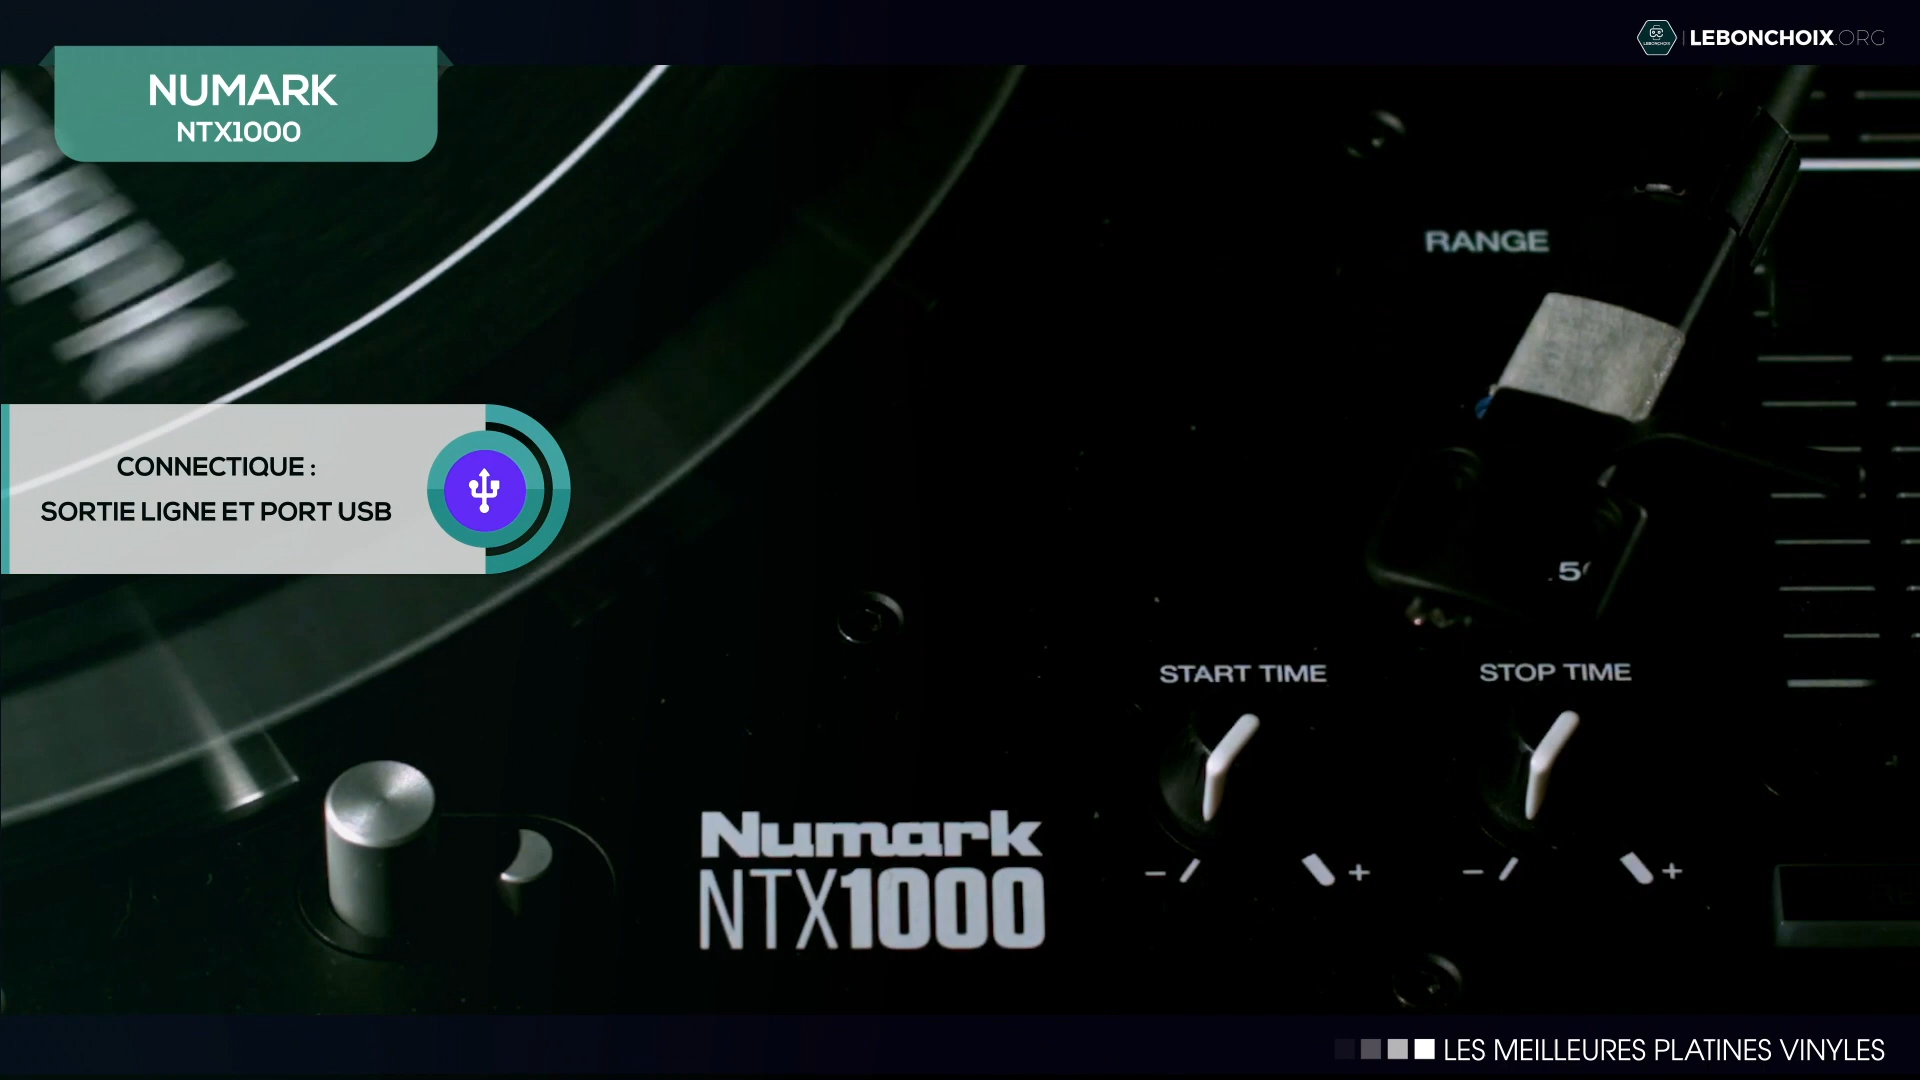 LEBONCHOIX.ORG
NUMARK
NTX1000
RANGE
CONNECTIQUE :
SORTIE LIGNE ET PORT USB
START TIME
STOP TIME
Numark
NTX1000
- +
- +
LES MEILLEURES PLATINES VINYLES